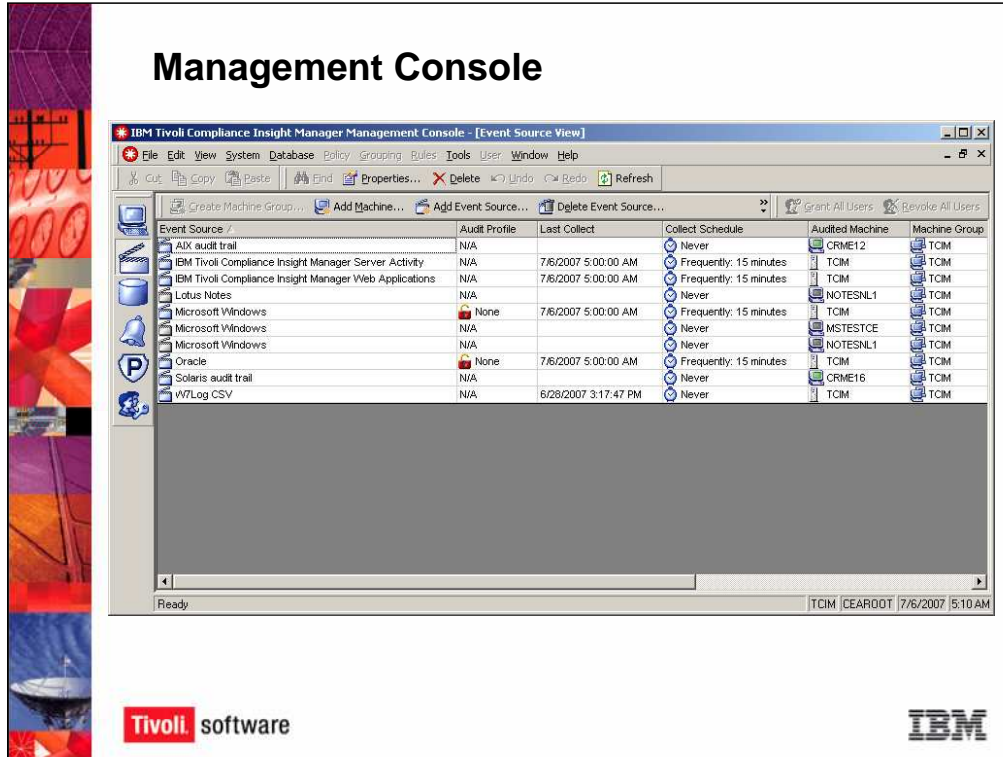 Management Console
IBM Tivoli Compliance Insight Manager Management Console - [Event Source View]
File Edit View System Database Policy Grouping Rules Tools User Window Help
Cut Copy Paste Find Properties... Delete Undo Redo Refresh
Create Machine Group... Add Machine... Add Event Source... Delete Event Source... » Grant All Users Revoke All Users
Event Source Audit Profile Last Collect Collect Schedule Audited Machine Machine Group
AIX audit trail N/A Never CRME12 TCIM
IBM Tivoli Compliance Insight Manager Server Activity N/A 7/6/2007 5:00:00 AM Frequently: 15 minutes TCIM TCIM
IBM Tivoli Compliance Insight Manager Web Applications N/A 7/6/2007 5:00:00 AM Frequently: 15 minutes TCIM TCIM
Lotus Notes N/A Never NOTESNL1 TCIM
Microsoft Windows None 7/6/2007 5:00:00 AM Frequently: 15 minutes TCIM TCIM
Microsoft Windows N/A Never MSTESTCE TCIM
Microsoft Windows N/A Never NOTESNL1 TCIM
Oracle None 7/6/2007 5:00:00 AM Frequently: 15 minutes TCIM TCIM
Solaris audit trail N/A Never CRME16 TCIM
W7Log CSV N/A 6/28/2007 3:17:47 PM Never TCIM TCIM
P
Ready TCIM CEAROOT 7/6/2007 5:10 AM
Tivoli. software
IBM